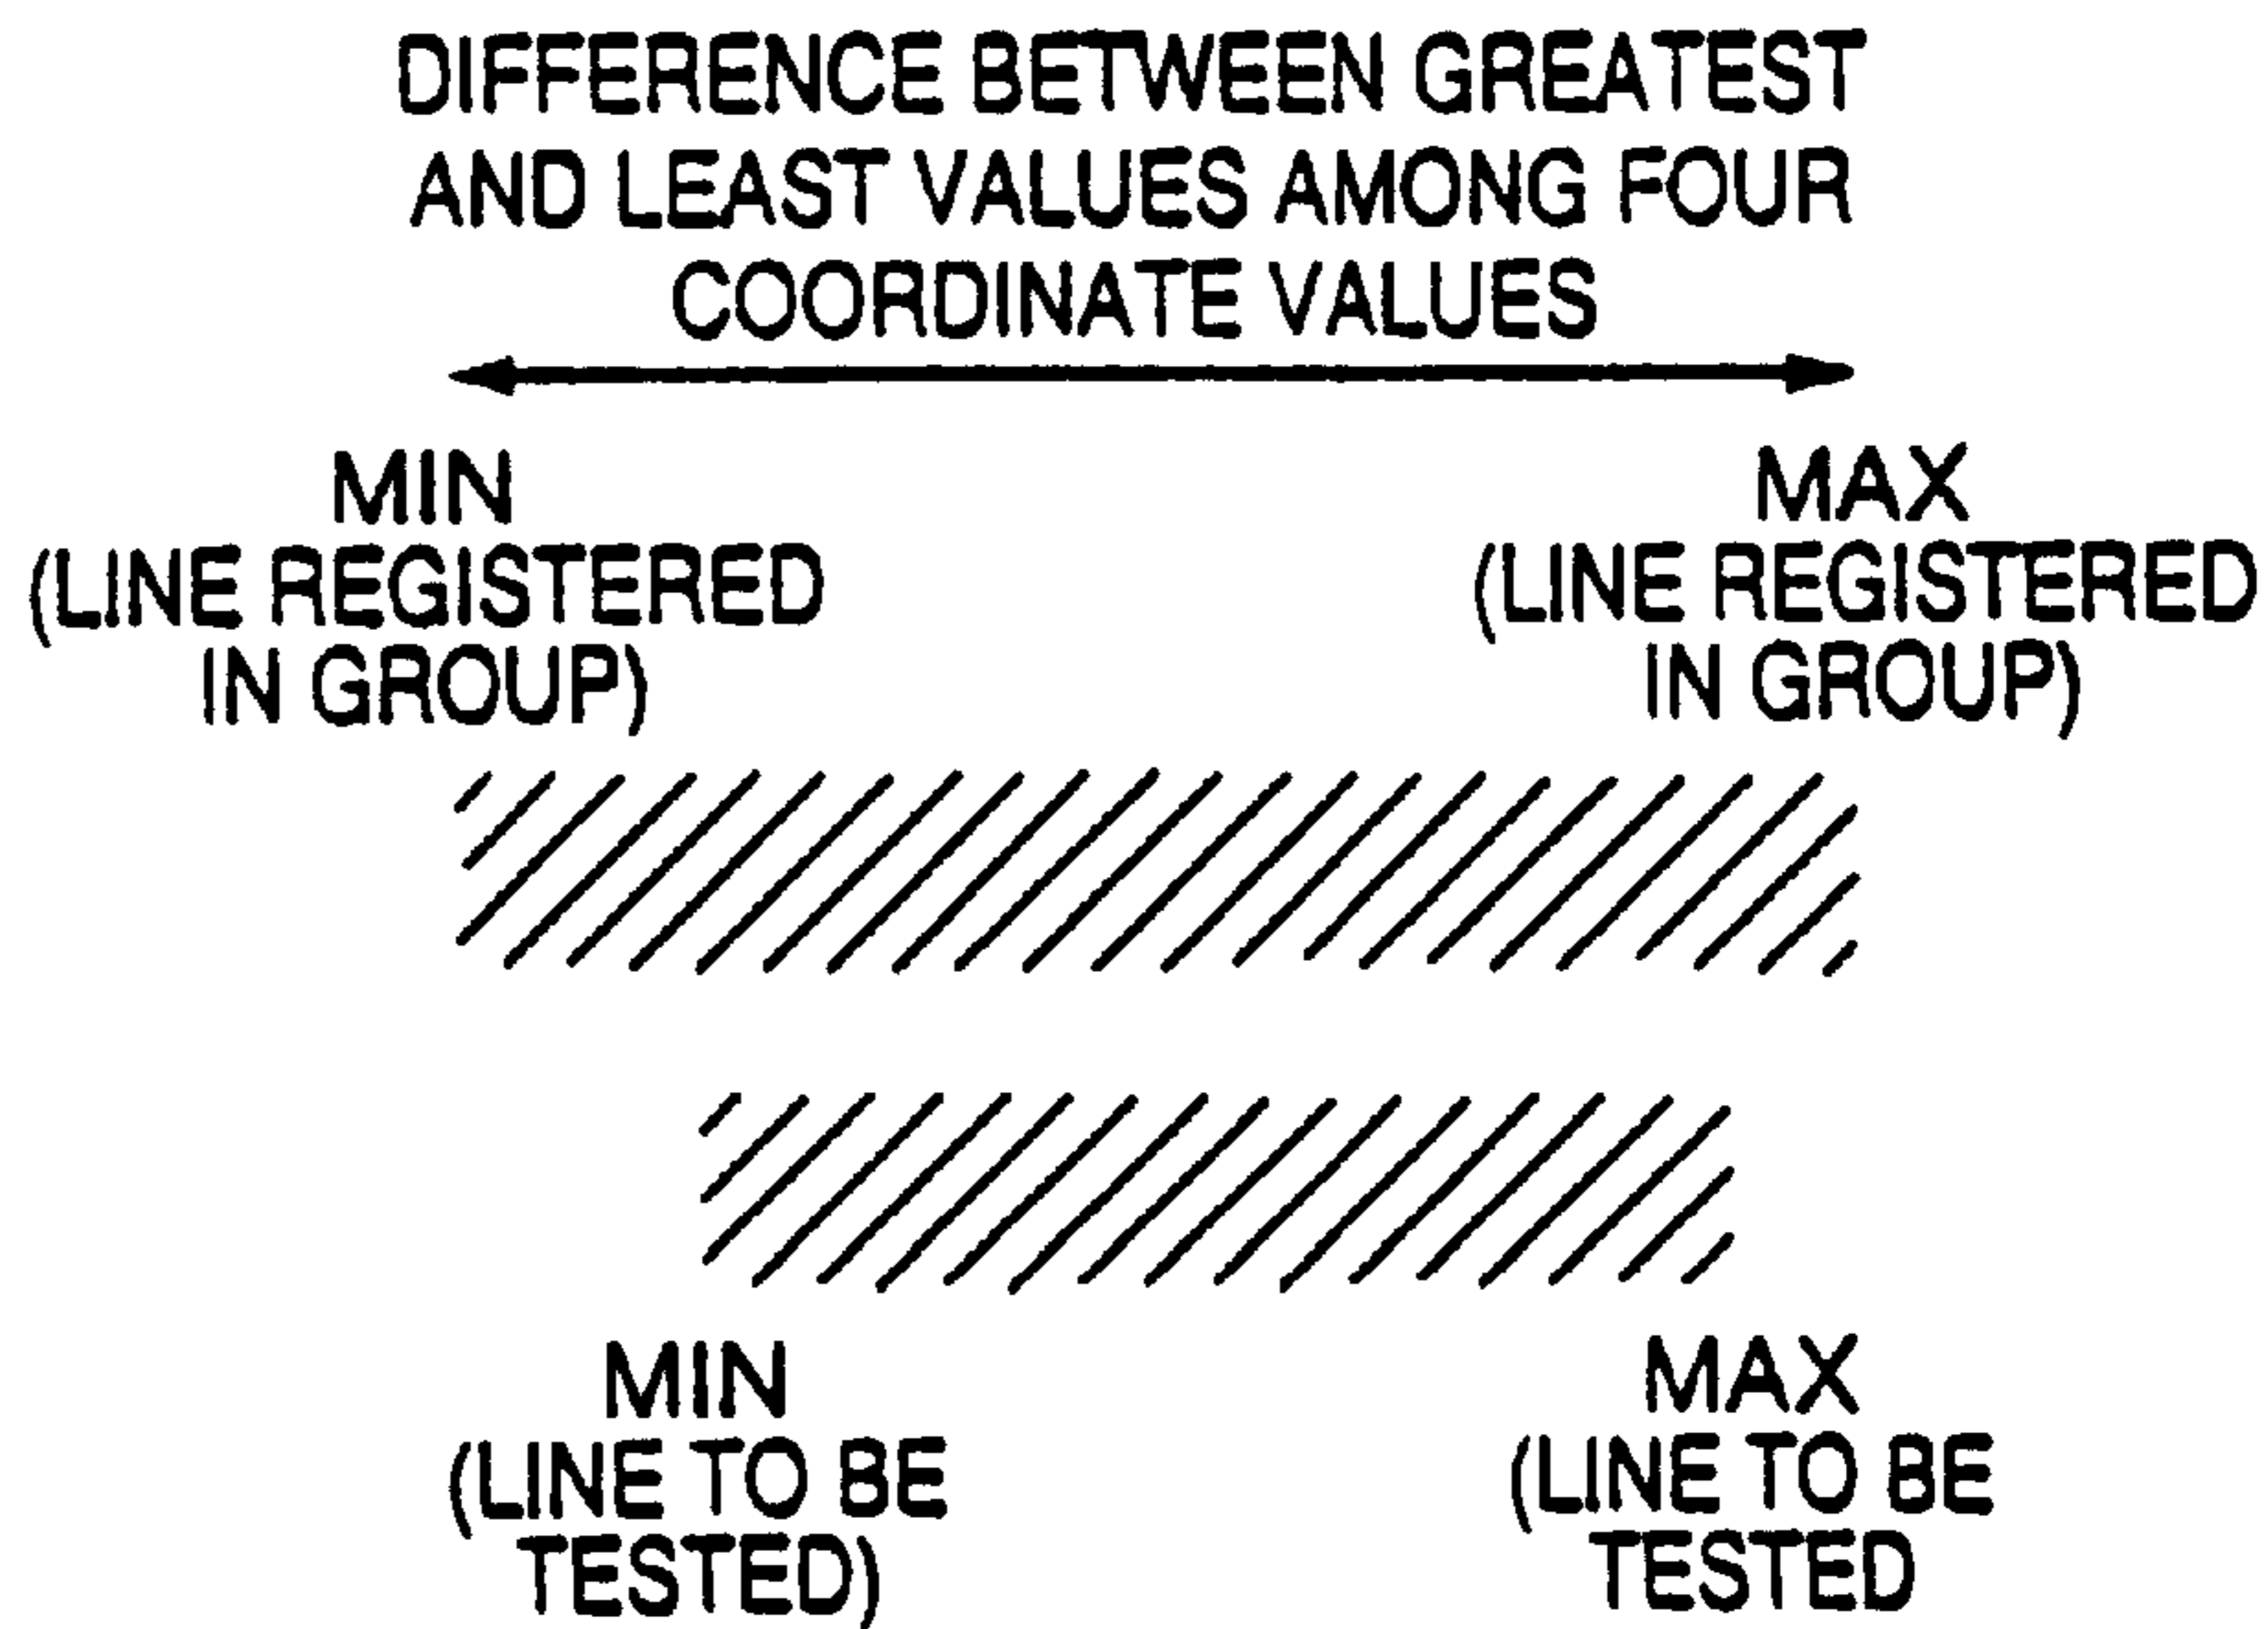 DIFFERENCE BETWEEN GREATEST
AND LEAST VALUES AMONG FOUR
COORDINATE VALUES
MIN
(LINE REGISTERED
IN GROUP)
MAX
(LINE REGISTERED
IN GROUP)
MIN
(LINE TO BE
TESTED)
MAX
(LINE TO BE
TESTED